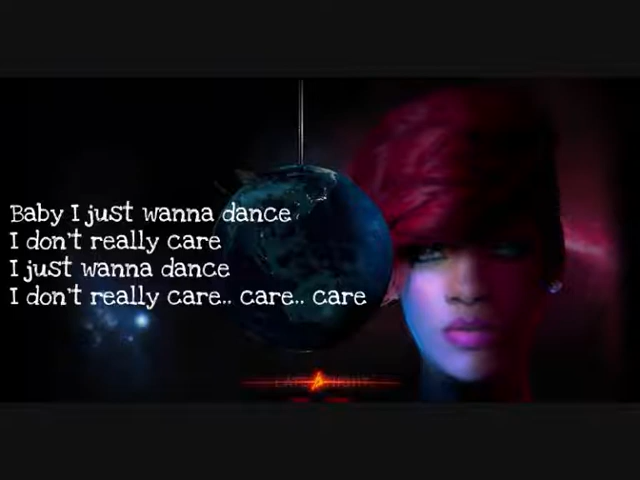 Baby I just wanna dance
I don't really care
I just wanna dance
I don't really care.. care.. care